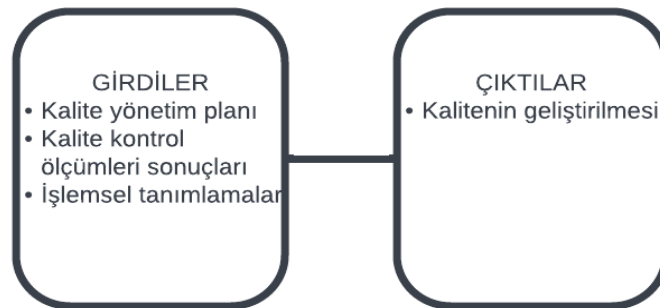 GİRDİLER
• Kalite yönetim planı
• Kalite kontrol
ölçümleri sonuçları
• İşlemsel tanımlamalar
ÇIKTILAR
• Kalitenin geliştirilmesi